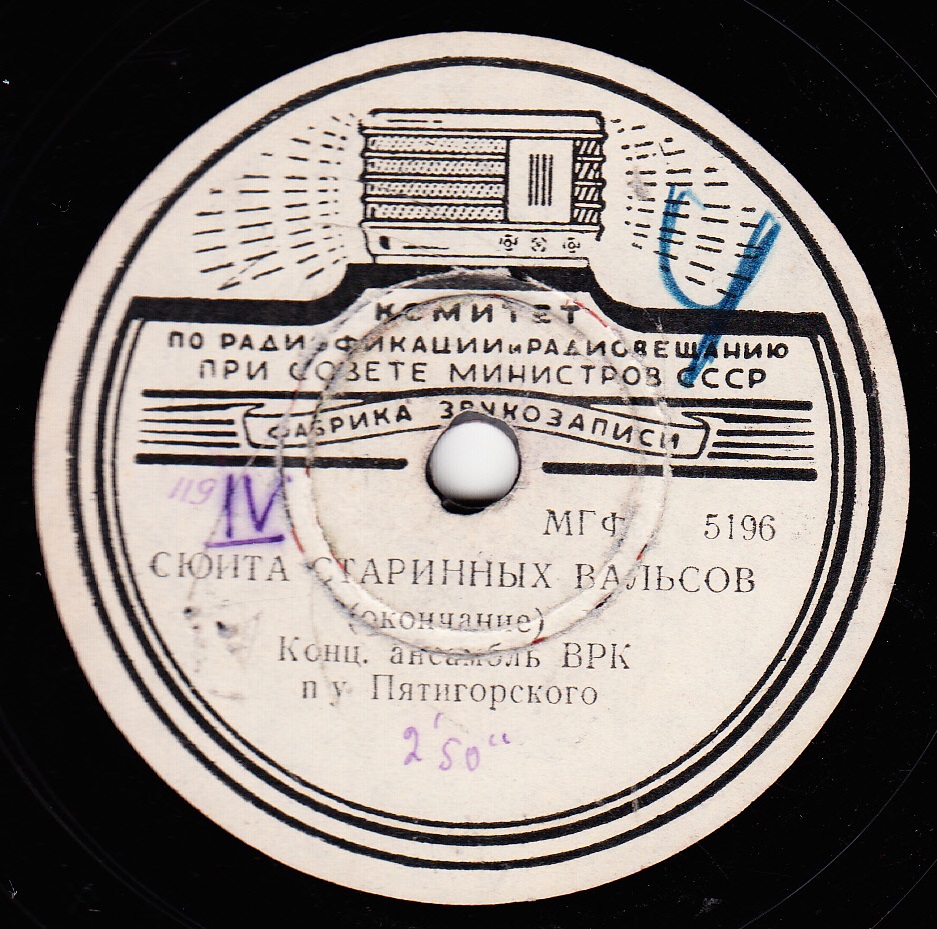 КОМИТЕТ
ПО РАДИОФИКАЦИИ и РАДИОВЕЩАНИЮ
ПРИ СОВЕТЕ МИНИСТРОВ СССР
ФАБРИКА ЗВУКОЗАПИСИ
119 IV
МГФ 5196
СЮИТА СТАРИННЫХ ВАЛЬСОВ
(окончание)
Конц. ансамбль ВРК
п у Пятигорского
2'50"